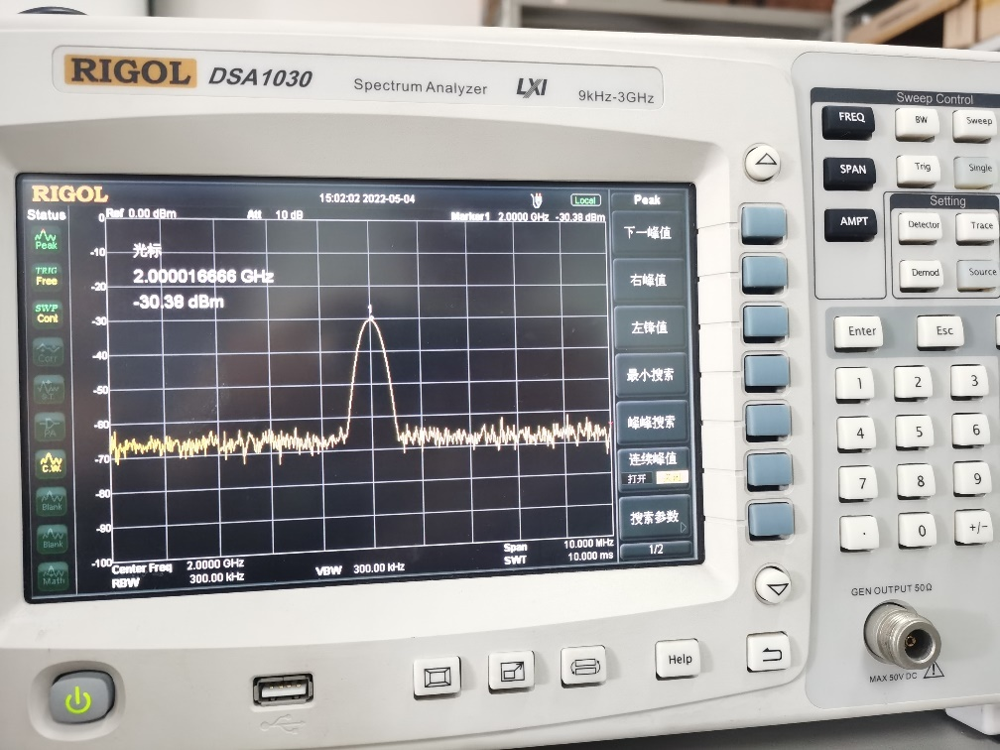 RIGOL DSA1030 Spectrum Analyzer LXI 9kHz-3GHz
RIGOL 15:02:02 2022-05-04 Local Peak
Status Ref 0.00 dBm Att 10 dB Marker1 2.0000 GHz -30.38 dBm
0
-10
-20
-30
-40
-50
-60
-70
-80
-90
-100
光标
2.000016666 GHz
-30.38 dBm
1
Peak
TRIG
Free
SWP
Cont
Corr
S.T.
PA
C.W.
Blank
Blank
Math
Center Freq 2.0000 GHz Span 10.000 MHz
RBW 300.00 kHz VBW 300.00 kHz SWT 10.000 ms
下一峰值
右峰值
左锋值
最小搜索
峰峰搜索
连续峰值
打开 关闭
搜索参数
1/2
Sweep Control
FREQ BW Sweep
SPAN Trig Single
Setting
AMPT Detector Trace
Demod Source
Enter Esc
1 2 3
4 5 6
7 8 9
. 0 +/-
GEN OUTPUT 50Ω
MAX 50V DC
Help